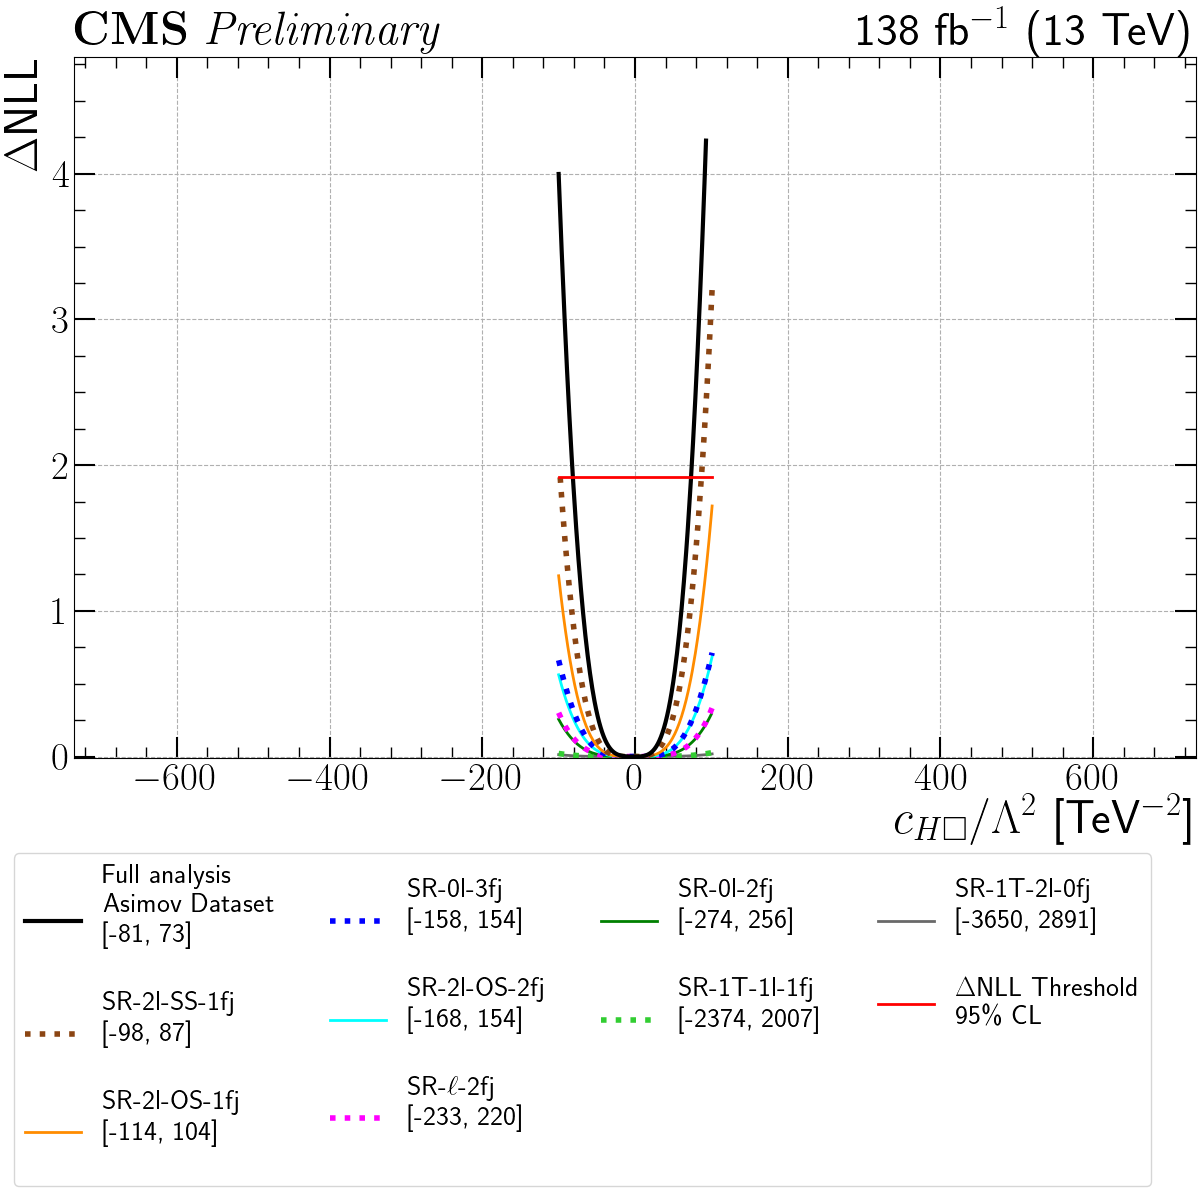 CMS Preliminary
138 fb⁻¹ (13 TeV)
ΔNLL
4
3
2
1
0
−600 −400 −200 0 200 400 600
c_{H□}/Λ² [TeV⁻²]
Full analysis
Asimov Dataset
[-81, 73]
SR-2l-SS-1fj
[-98, 87]
SR-2l-OS-1fj
[-114, 104]
SR-0l-3fj
[-158, 154]
SR-2l-OS-2fj
[-168, 154]
SR-ℓ-2fj
[-233, 220]
SR-0l-2fj
[-274, 256]
SR-1T-1l-1fj
[-2374, 2007]
SR-1T-2l-0fj
[-3650, 2891]
ΔNLL Threshold
95% CL